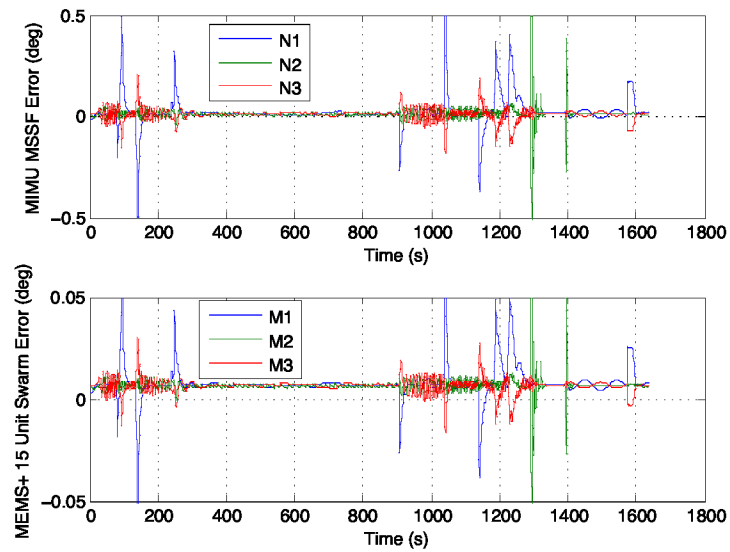 MIMU MSSF Error (deg)
0.5
0
-0.5
N1
N2
N3
0 200 400 600 800 1000 1200 1400 1600 1800
Time (s)
MEMS+ 15 Unit Swarm Error (deg)
0.05
0
-0.05
M1
M2
M3
0 200 400 600 800 1000 1200 1400 1600 1800
Time (s)